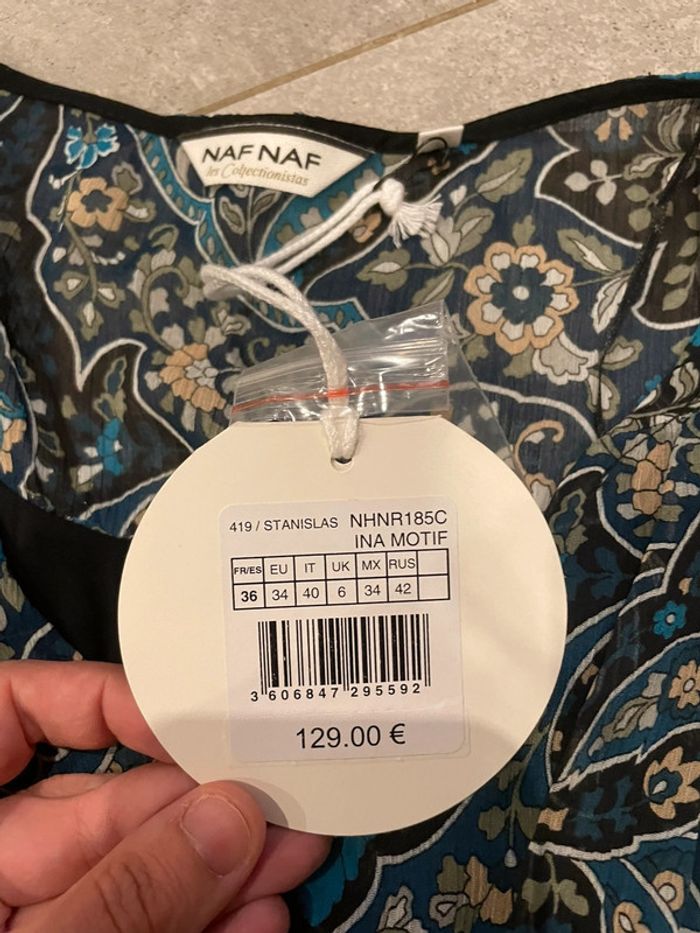 NAF NAF
les Collectionistas
419 / STANISLAS NHNR185C
INA MOTIF
FR/ES EU IT UK MX RUS
36 34 40 6 34 42
3 606847 295592
129.00 €